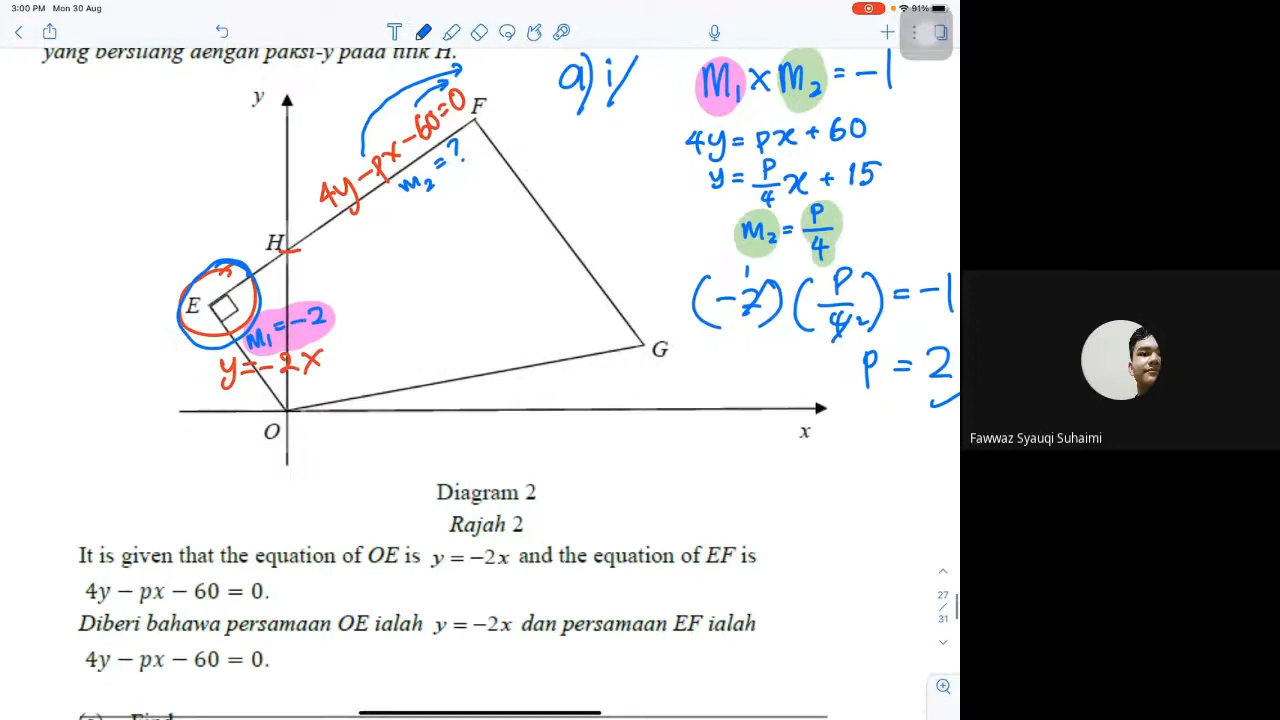 3:00 PM Mon 30 Aug
91%
yang bersilang dengan paksi-y pada titik H.
y
F
H
E
G
O
x
4y - px - 60 = 0
m₂ = ?
M₁ = -2
y = -2x
a) i/
M₁ x M₂ = -1
4y = px + 60
y = p/4 x + 15
M₂ = p/4
(-2)(p/4) = -1
1
2
p = 2
Diagram 2
Rajah 2
It is given that the equation of OE is y = −2x and the equation of EF is
4y − px − 60 = 0.
Diberi bahawa persamaan OE ialah y = −2x dan persamaan EF ialah
4y − px − 60 = 0.
27
/
31
Fawwaz Syauqi Suhaimi